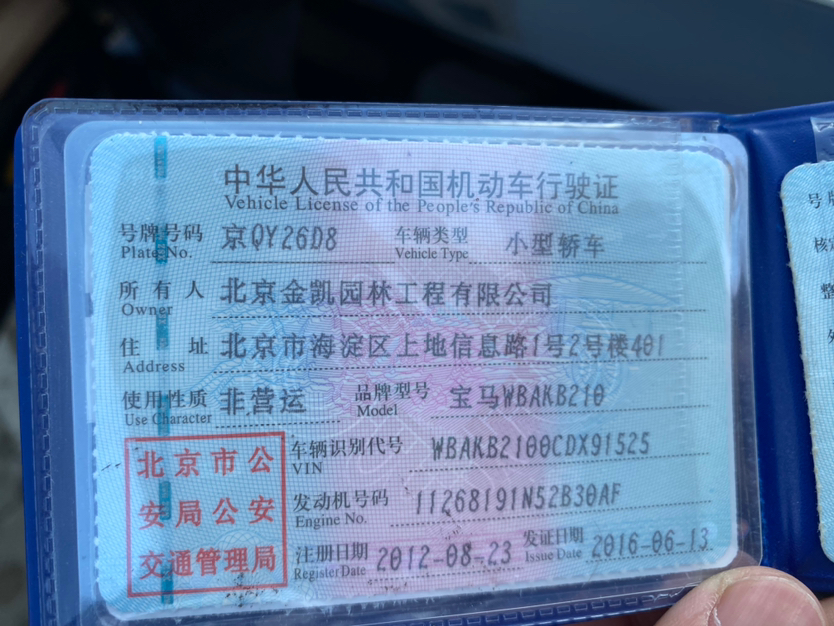 中华人民共和国机动车行驶证
Vehicle License of the People's Republic of China
号牌号码 京QY26D8 车辆类型 小型轿车
Plate No. Vehicle Type
所有人 北京金凯园林工程有限公司
Owner
住址 北京市海淀区上地信息路1号2号楼401
Address
使用性质 非营运 品牌型号 宝马WBAKB210
Use Character Model
北京市公
安局公安
交通管理局
车辆识别代号 WBAKB2100CDX91525
VIN
发动机号码 11268191N52B30AF
Engine No.
注册日期 2012-08-23 发证日期 2016-06-13
Register Date Issue Date
号牌
核
整